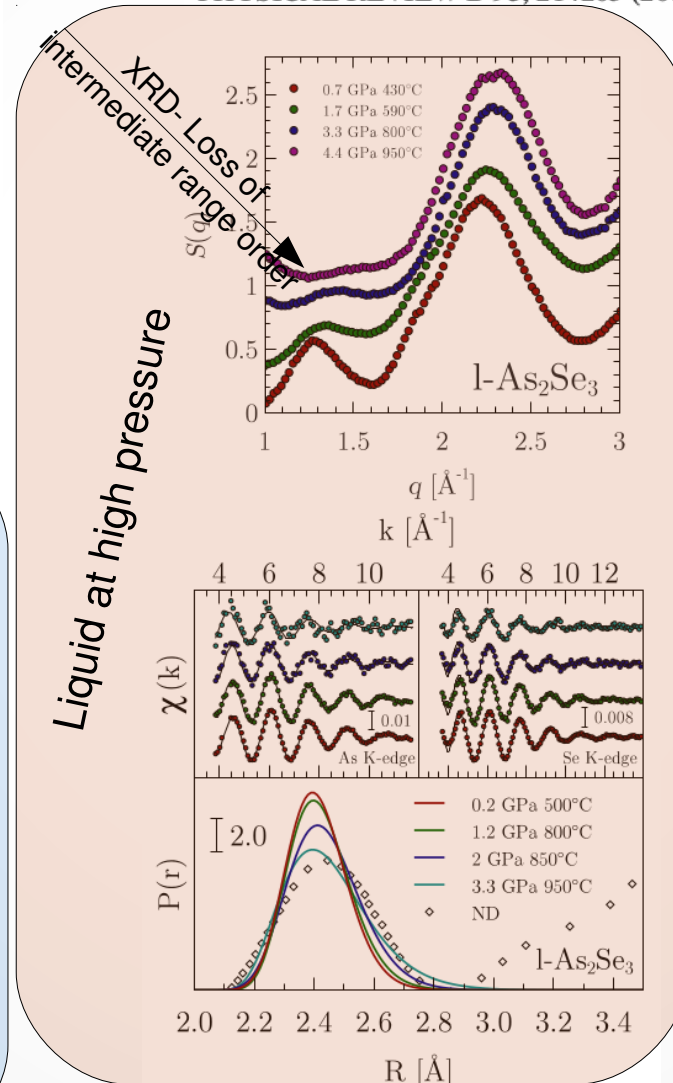 XRD- Loss of
intermediate range order
Liquid at high pressure
0.7 GPa 430°C
1.7 GPa 590°C
3.3 GPa 800°C
4.4 GPa 950°C
S(q)
2.5
2
1
0.5
0
l-As₂Se₃
1 1.5 2 2.5 3
q [Å⁻¹]
k [Å⁻¹]
4 6 8 10 4 6 8 10 12
χ(k)
0.01
As K-edge
0.008
Se K-edge
P(r)
2.0
0.2 GPa 500°C
1.2 GPa 800°C
2 GPa 850°C
3.3 GPa 950°C
ND
l-As₂Se₃
2.0 2.2 2.4 2.6 2.8 3.0 3.2 3.4
R [Å]